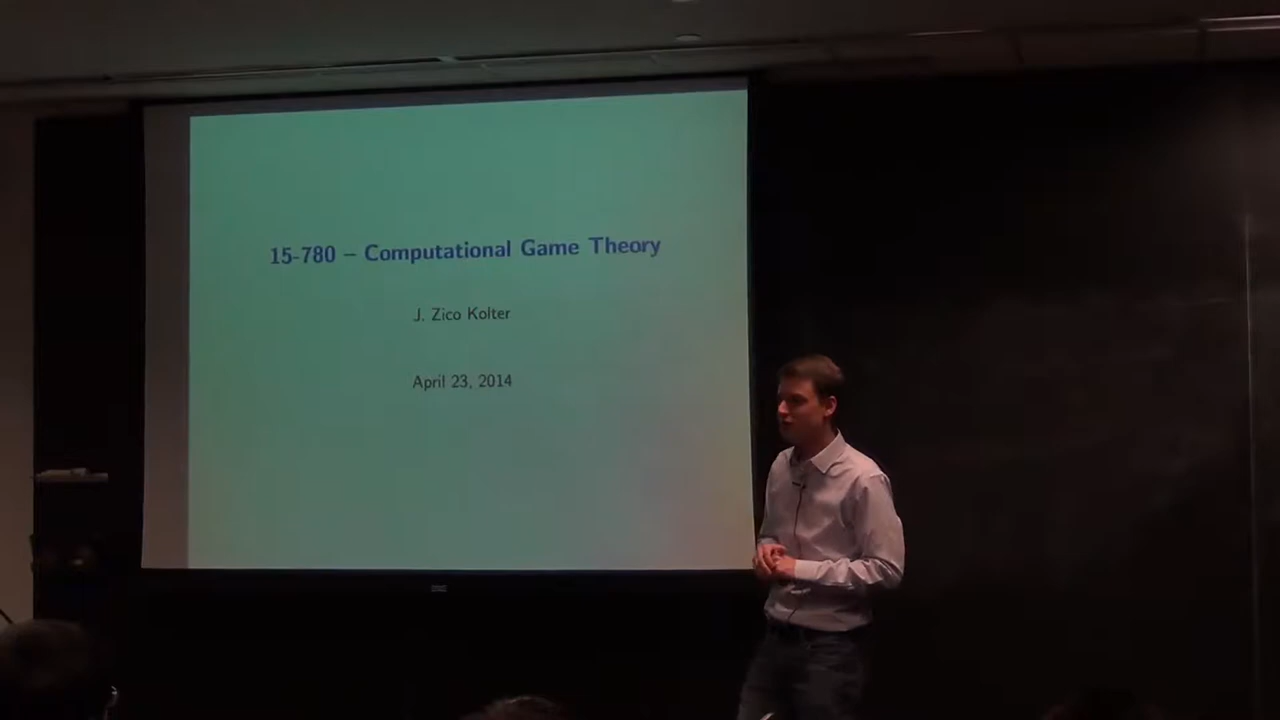 15-780 – Computational Game Theory
J. Zico Kolter
April 23, 2014